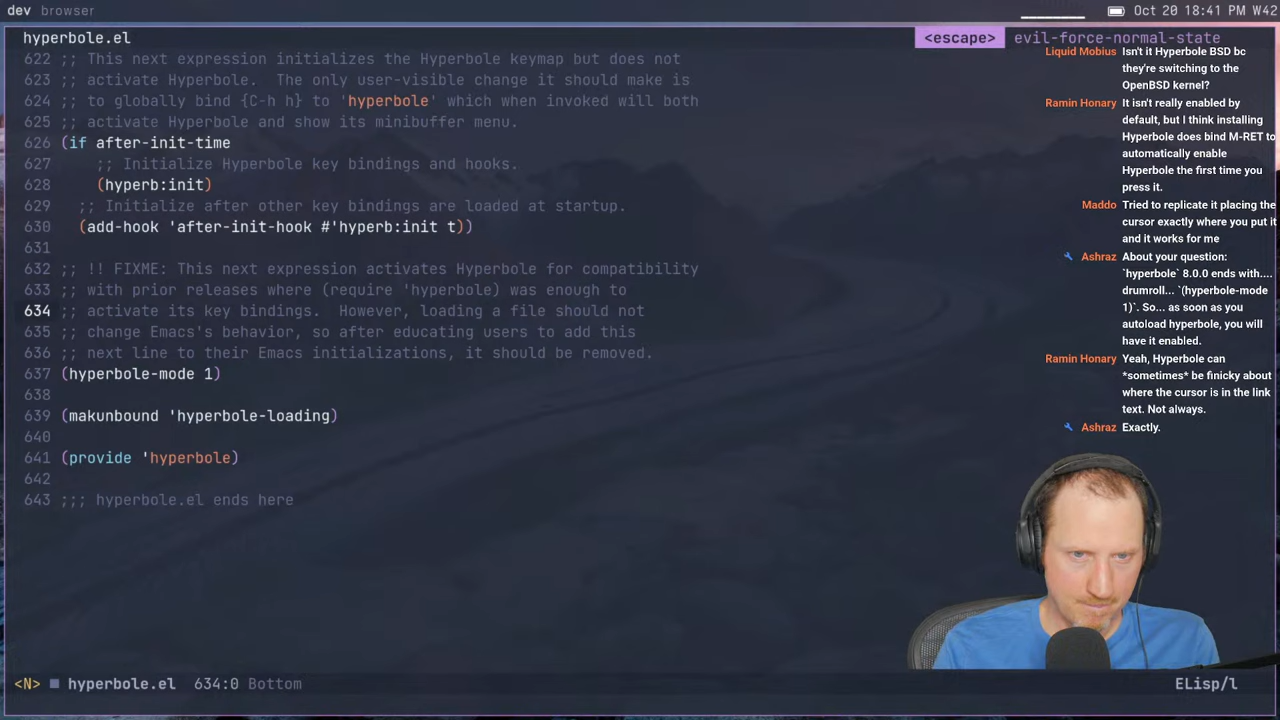 dev browser
Oct 20 18:41 PM W42
hyperbole.el
<escape> evil-force-normal-state
622 ;; This next expression initializes the Hyperbole keymap but does not
623 ;; activate Hyperbole.  The only user-visible change it should make is
624 ;; to globally bind {C-h h} to 'hyperbole' which when invoked will both
625 ;; activate Hyperbole and show its minibuffer menu.
626 (if after-init-time
627     ;; Initialize Hyperbole key bindings and hooks.
628     (hyperb:init)
629   ;; Initialize after other key bindings are loaded at startup.
630   (add-hook 'after-init-hook #'hyperb:init t))
631
632 ;; !! FIXME: This next expression activates Hyperbole for compatibility
633 ;; with prior releases where (require 'hyperbole) was enough to
634 ;; activate its key bindings.  However, loading a file should not
635 ;; change Emacs's behavior, so after educating users to add this
636 ;; next line to their Emacs initializations, it should be removed.
637 (hyperbole-mode 1)
638
639 (makunbound 'hyperbole-loading)
640
641 (provide 'hyperbole)
642
643 ;;; hyperbole.el ends here
Liquid Mobius Isn't it Hyperbole BSD bc
they're switching to the
OpenBSD kernel?
Ramin Honary It isn't really enabled by
default, but I think installing
Hyperbole does bind M-RET to
automatically enable
Hyperbole the first time you
press it.
Maddo Tried to replicate it placing the
cursor exactly where you put it
and it works for me
Ashraz About your question:
`hyperbole` 8.0.0 ends with....
drumroll... `(hyperbole-mode
1)`. So... as soon as you
autoload hyperbole, you will
have it enabled.
Ramin Honary Yeah, Hyperbole can
*sometimes* be finicky about
where the cursor is in the link
text. Not always.
Ashraz Exactly.
<N> hyperbole.el 634:0 Bottom
ELisp/l